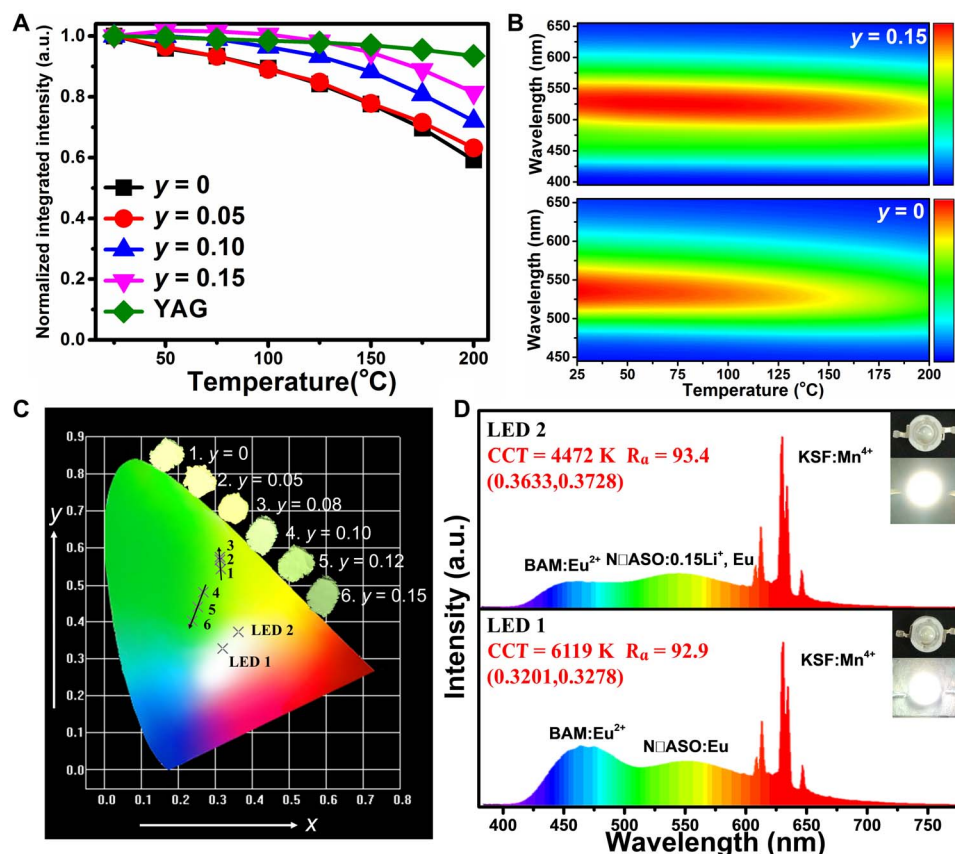 A
1.0
0.8
0.6
0.4
0.2
0.0
Normalized integrated intensity (a.u.)
y = 0
y = 0.05
y = 0.10
y = 0.15
YAG
50
100
150
200
Temperature(°C)
B
650
600
550
500
450
400
Wavelength (nm)
y = 0.15
650
600
550
500
450
Wavelength (nm)
y = 0
25
50
75
100
125
150
175
200
Temperature (°C)
C
0.9
0.8
0.7
0.6
0.5
0.4
0.3
0.2
0.1
0.0
y
1. y = 0
2. y = 0.05
3. y = 0.08
4. y = 0.10
5. y = 0.12
6. y = 0.15
3
2
1
4
5
6
LED 2
LED 1
0.0
0.1
0.2
0.3
0.4
0.5
0.6
0.7
0.8
x
D
LED 2
CCT = 4472 K Ra = 93.4
(0.3633,0.3728)
KSF:Mn4+
BAM:Eu2+
N□ASO:0.15Li+, Eu
LED 1
CCT = 6119 K Ra = 92.9
(0.3201,0.3278)
KSF:Mn4+
BAM:Eu2+
N□ASO:Eu
Intensity (a.u.)
400
450
500
550
600
650
700
750
Wavelength (nm)